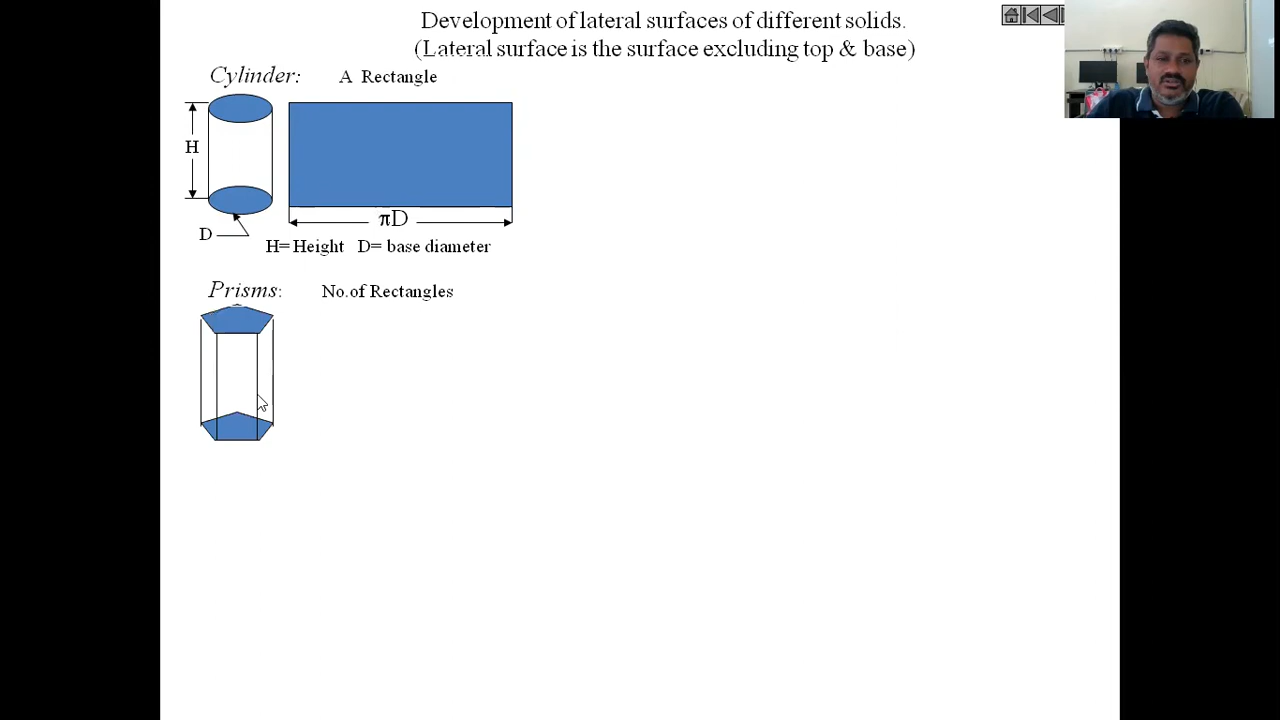 Development of lateral surfaces of different solids.
(Lateral surface is the surface excluding top & base)
Cylinder: A Rectangle
H
πD
D
H= Height D= base diameter
Prisms: No.of Rectangles